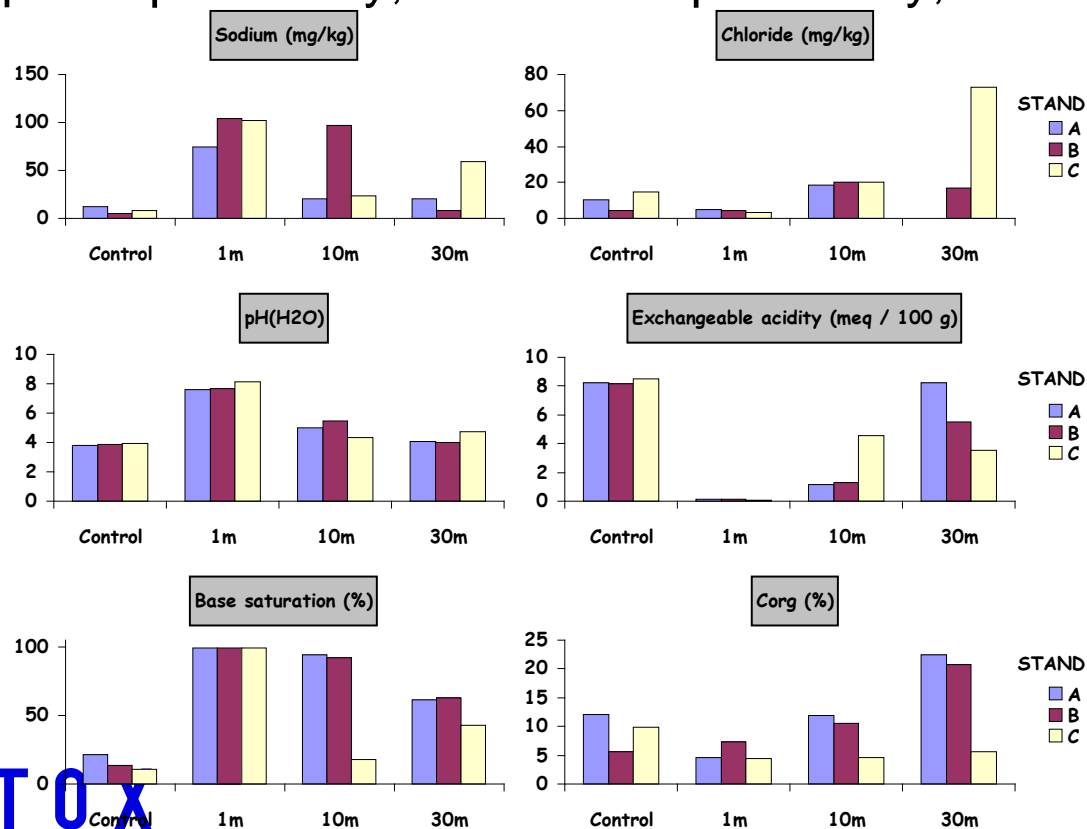 Sodium (mg/kg)
150
100
50
0
Control 1m 10m 30m
Chloride (mg/kg)
80
60
40
20
0
Control 1m 10m 30m
STAND
A
B
C
pH(H2O)
10
8
6
4
2
0
Control 1m 10m 30m
Exchangeable acidity (meq / 100 g)
10
8
6
4
2
0
Control 1m 10m 30m
STAND
A
B
C
Base saturation (%)
100
50
0
Control 1m 10m 30m
Corg (%)
25
20
15
10
5
0
Control 1m 10m 30m
STAND
A
B
C
TOX